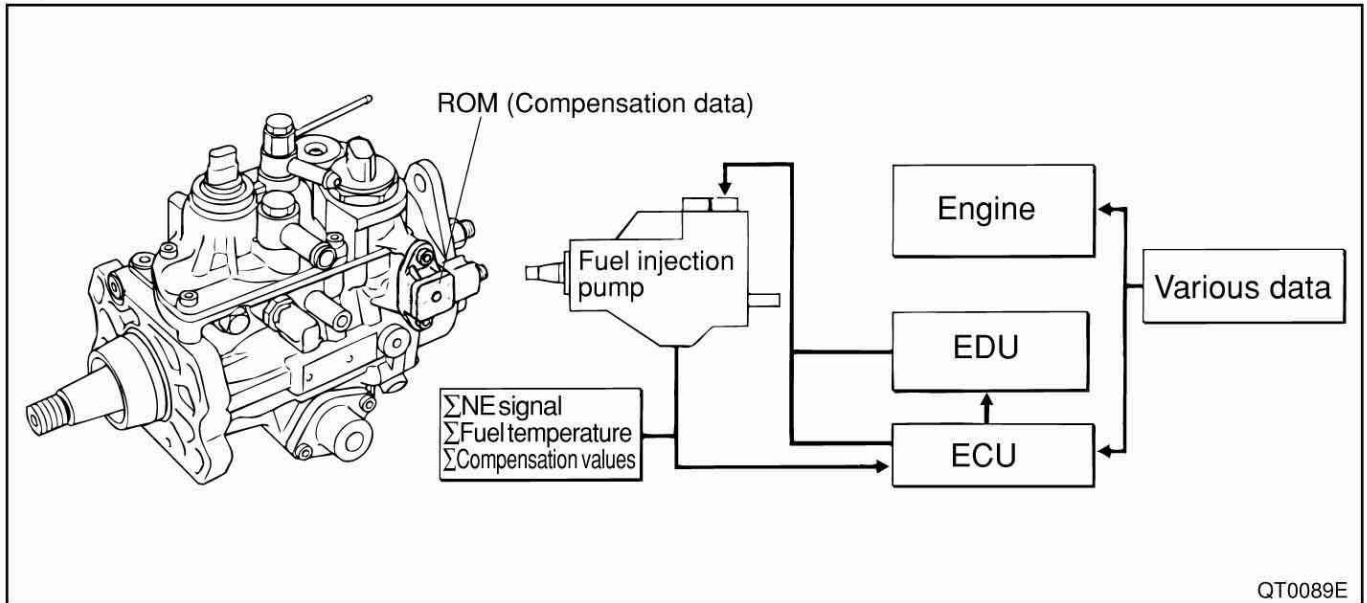 ROM (Compensation data)
Fuel injection
pump
Engine
Various data
EDU
ECU
∑NE signal
∑Fuel temperature
∑Compensation values
QT0089E